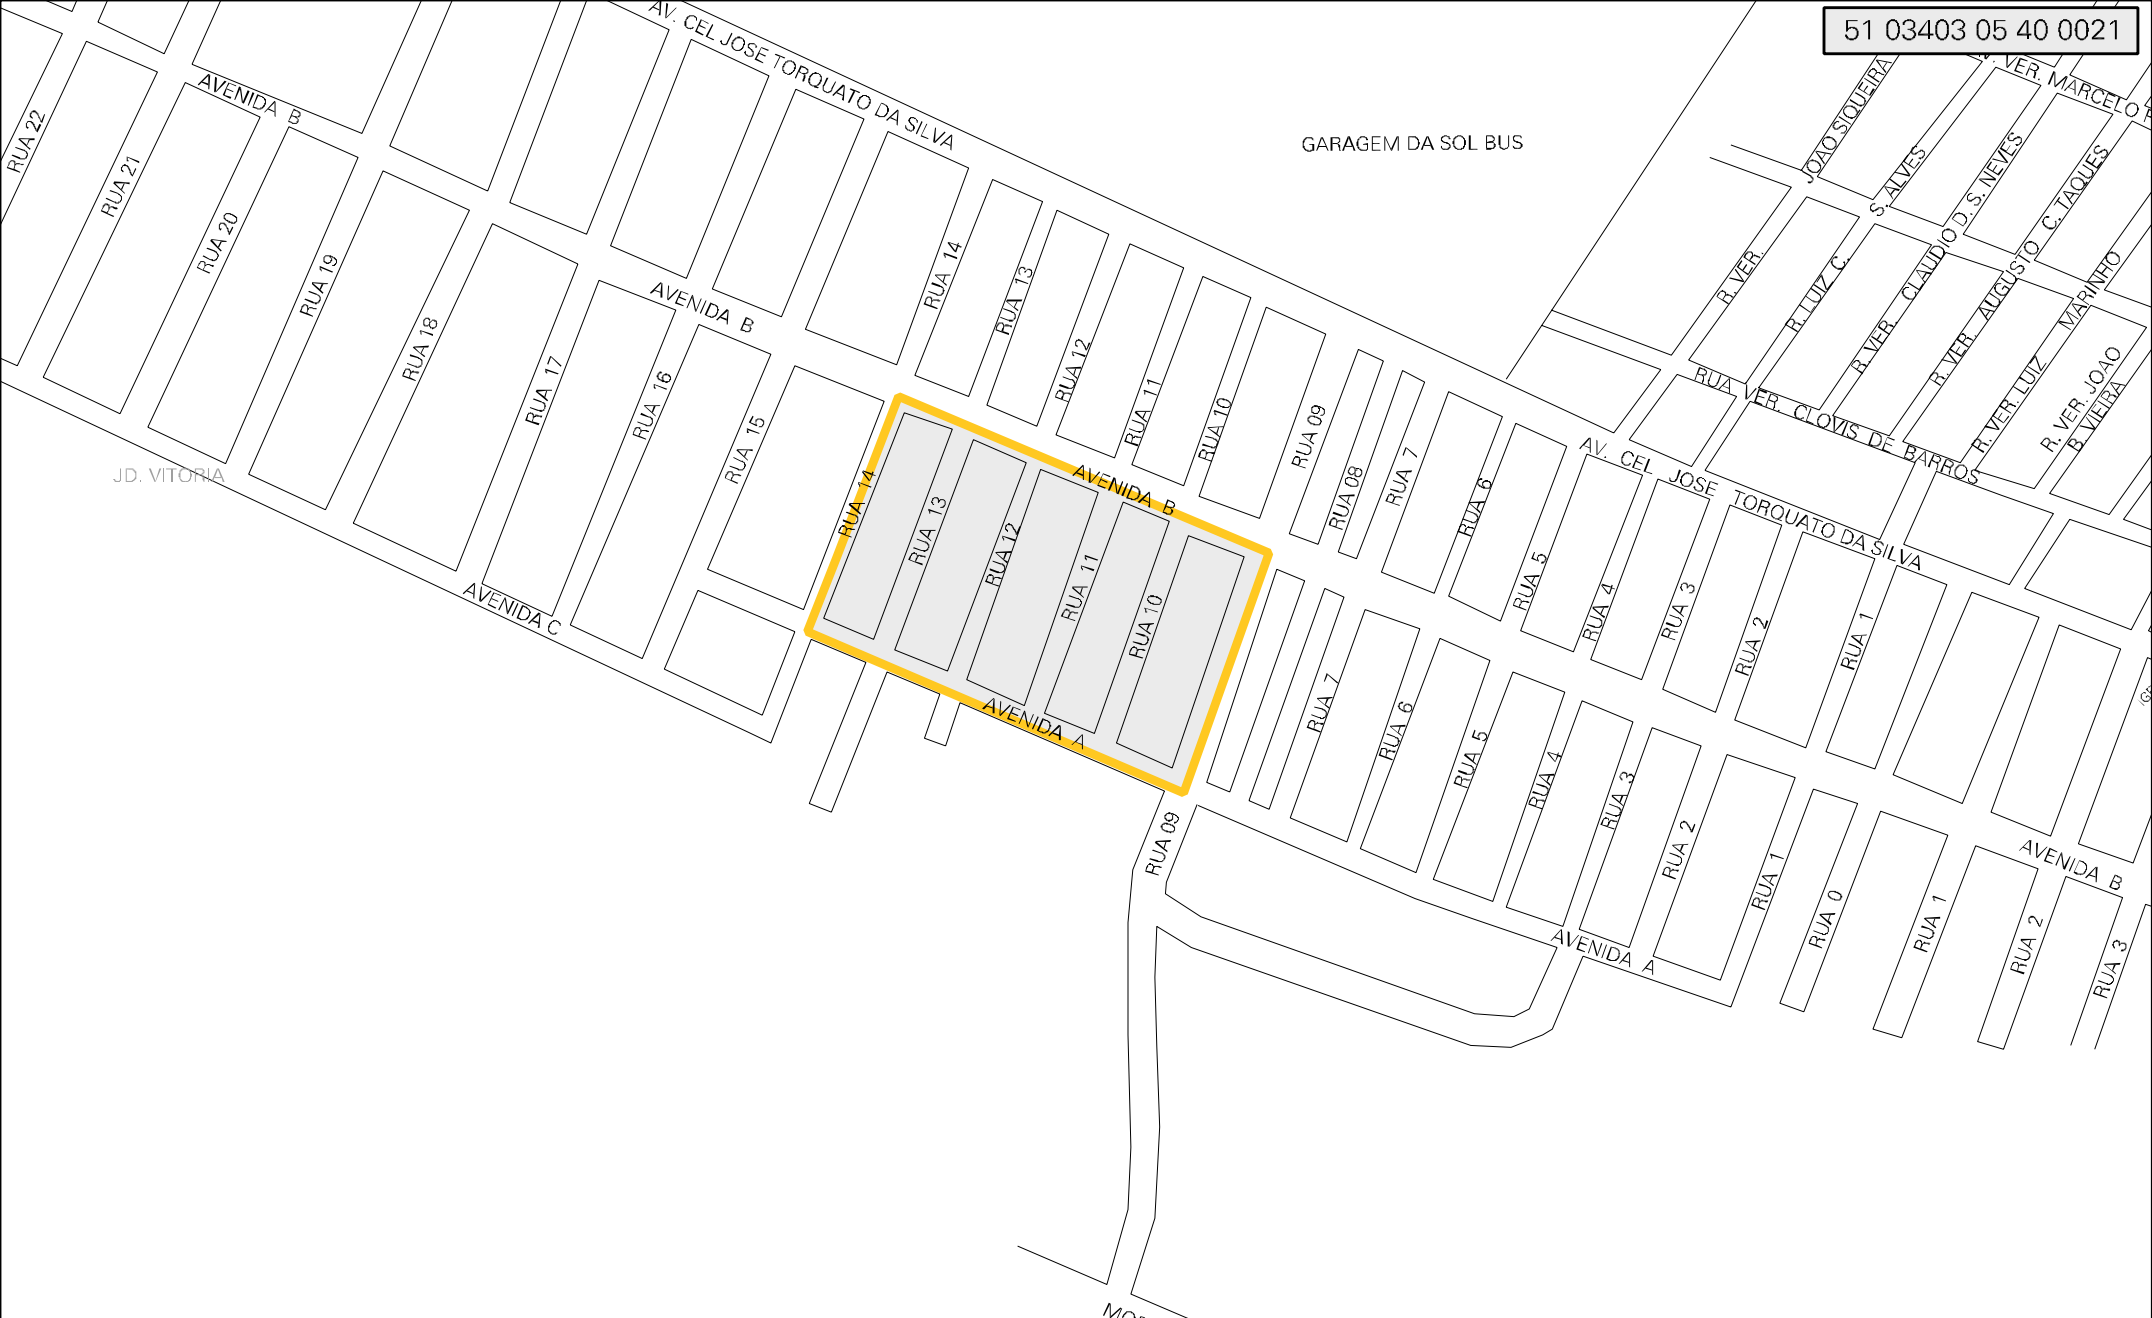 51 03403 05 40 0021
AV. CEL JOSE TORQUATO DA SILVA
VER. MARCELO
GARAGEM DA SOL BUS
JOAO SIQUEIRA
S. ALVES
D. S. NEVES
C. TAQUES
AVENIDA B
RUA 22
RUA 21
RUA 20
RUA 19
RUA 18
RUA 17
RUA 16
RUA 15
AVENIDA B
RUA 14
RUA 13
RUA 12
RUA 11
RUA 10
RUA 09
RUA 08
RUA 7
RUA 6
RUA 5
RUA 4
RUA 3
RUA 2
RUA 1
R. VER.
R. LUIZ C.
R. VER. CLAUDIO
R. VER. AUGUSTO
R. VER. LUIZ
MARINHO
R. VER. JOAO
B. VIEIRA
RUA VER. CLOVIS DE BARROS
AV. CEL JOSE TORQUATO DA SILVA
JD. VITORIA
AVENIDA C
RUA 14
RUA 13
RUA 12
RUA 11
RUA 10
AVENIDA B
AVENIDA A
RUA 09
RUA 7
RUA 6
RUA 5
RUA 4
RUA 3
RUA 2
RUA 1
RUA 0
RUA 1
RUA 2
RUA 3
AVENIDA B
AVENIDA A